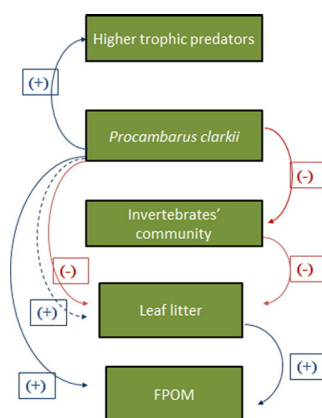 Higher trophic predators
(+)
Procambarus clarkii
(-)
Invertebrates'
community
(-)
(-)
(+)
Leaf litter
(+)
(+)
FPOM